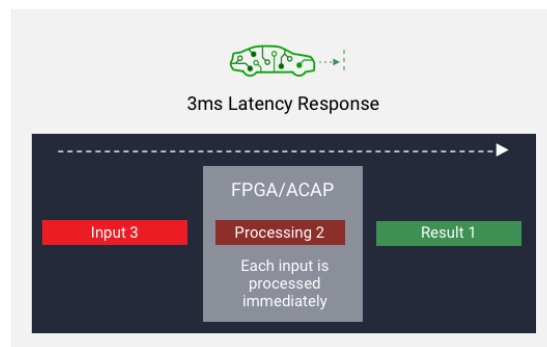 3ms Latency Response
FPGA/ACAP
Input 3
Processing 2
Result 1
Each input is
processed
immediately